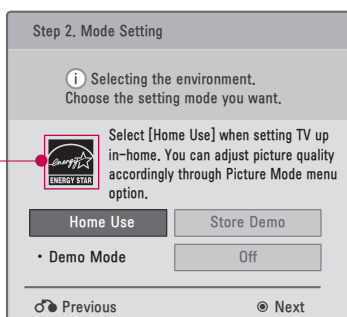 Step 2. Mode Setting
i Selecting the environment.
Choose the setting mode you want.
energy
ENERGY STAR
Select [Home Use] when setting TV up
in-home. You can adjust picture quality
accordingly through Picture Mode menu
option.
Home Use Store Demo
• Demo Mode Off
Previous Next